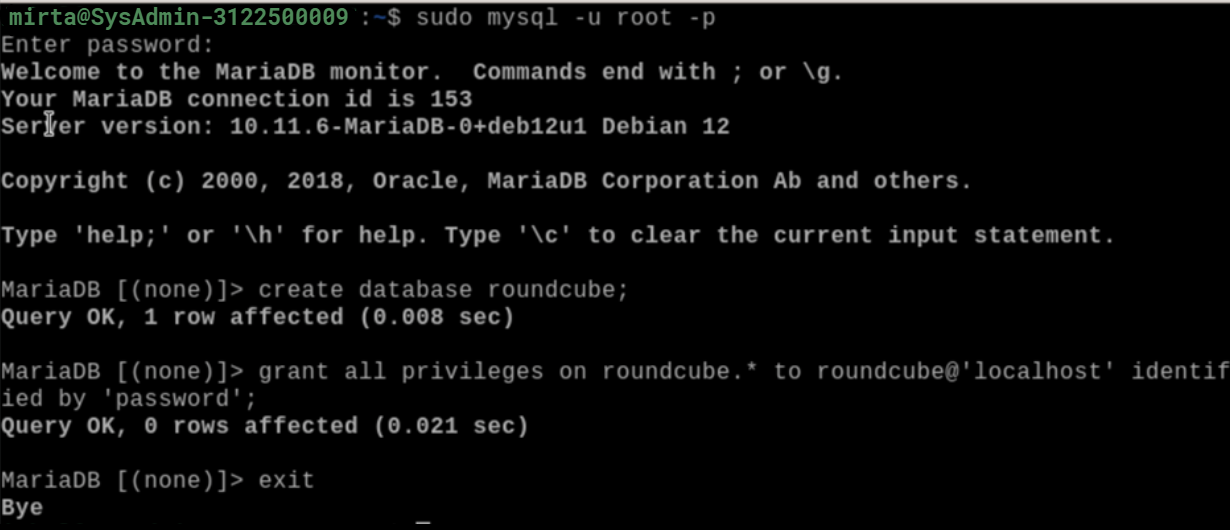 mirta@SysAdmin-3122500009 :~$ sudo mysql -u root -p
Enter password:
Welcome to the MariaDB monitor.  Commands end with ; or \g.
Your MariaDB connection id is 153
Server version: 10.11.6-MariaDB-0+deb12u1 Debian 12
Copyright (c) 2000, 2018, Oracle, MariaDB Corporation Ab and others.
Type 'help;' or '\h' for help. Type '\c' to clear the current input statement.
MariaDB [(none)]> create database roundcube;
Query OK, 1 row affected (0.008 sec)
MariaDB [(none)]> grant all privileges on roundcube.* to roundcube@'localhost' identif
ied by 'password';
Query OK, 0 rows affected (0.021 sec)
MariaDB [(none)]> exit
Bye